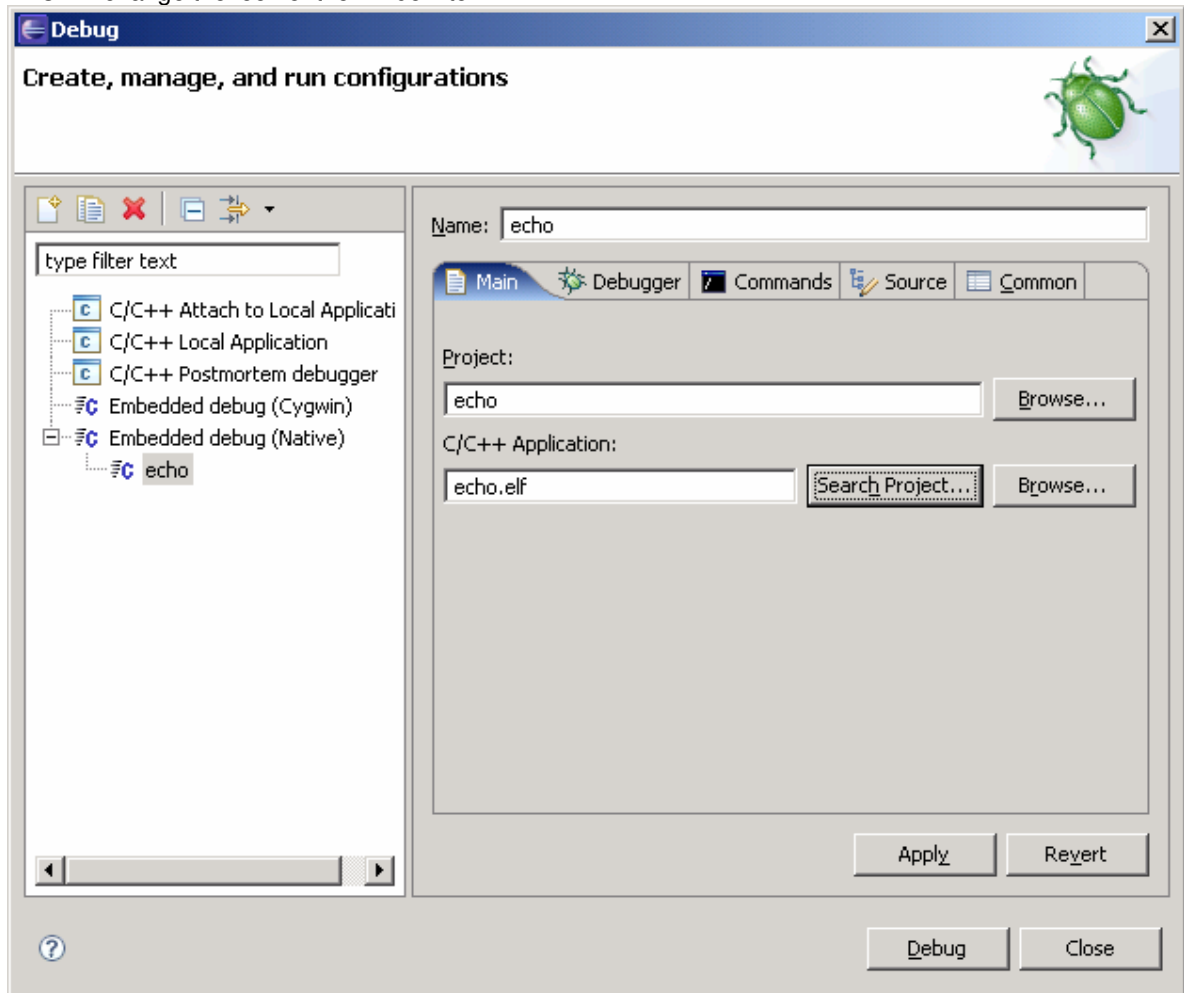 Debug
Create, manage, and run configurations
type filter text
C/C++ Attach to Local Applicati
C/C++ Local Application
C/C++ Postmortem debugger
Embedded debug (Cygwin)
Embedded debug (Native)
echo
Name: echo
Main Debugger Commands Source Common
Project:
echo Browse...
C/C++ Application:
echo.elf Search Project... Browse...
Apply Revert
Debug Close